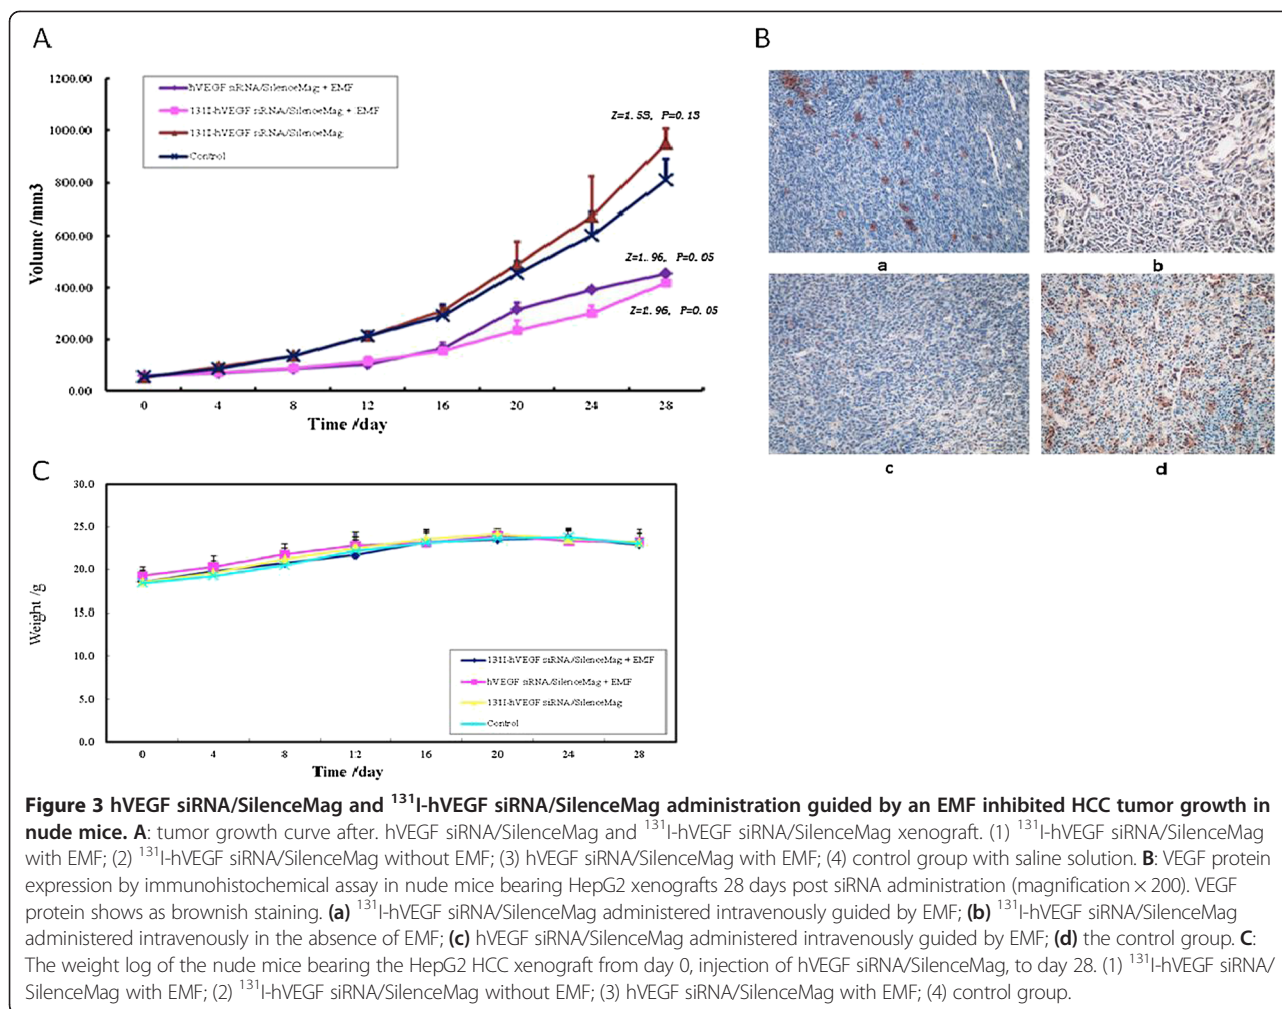 A
B
1200.00
1000.00
800.00
600.00
400.00
200.00
0.00
Volume /mm3
hVEGF siRNA/SilenceMag + EMF
131I-hVEGF siRNA/SilenceMag + EMF
131I-hVEGF siRNA/SilenceMag
Control
Z=1.53, P=0.13
Z=1.96, P=0.05
Z=1.96, P=0.05
0 4 8 12 16 20 24 28
Time /day
a
b
c
d
C
30.0
25.0
20.0
15.0
10.0
5.0
0.0
Weight /g
131I-hVEGF siRNA/SilenceMag + EMF
hVEGF siRNA/SilenceMag + EMF
131I-hVEGF siRNA/SilenceMag
Control
0 4 8 12 16 20 24 28
Time /day
Figure 3 hVEGF siRNA/SilenceMag and ¹³¹I-hVEGF siRNA/SilenceMag administration guided by an EMF inhibited HCC tumor growth in
nude mice. A: tumor growth curve after. hVEGF siRNA/SilenceMag and ¹³¹I-hVEGF siRNA/SilenceMag xenograft. (1) ¹³¹I-hVEGF siRNA/SilenceMag
with EMF; (2) ¹³¹I-hVEGF siRNA/SilenceMag without EMF; (3) hVEGF siRNA/SilenceMag with EMF; (4) control group with saline solution. B: VEGF protein
expression by immunohistochemical assay in nude mice bearing HepG2 xenografts 28 days post siRNA administration (magnification × 200). VEGF
protein shows as brownish staining. (a) ¹³¹I-hVEGF siRNA/SilenceMag administered intravenously guided by EMF; (b) ¹³¹I-hVEGF siRNA/SilenceMag
administered intravenously in the absence of EMF; (c) hVEGF siRNA/SilenceMag administered intravenously guided by EMF; (d) the control group. C:
The weight log of the nude mice bearing the HepG2 HCC xenograft from day 0, injection of hVEGF siRNA/SilenceMag, to day 28. (1) ¹³¹I-hVEGF siRNA/
SilenceMag with EMF; (2) ¹³¹I-hVEGF siRNA/SilenceMag without EMF; (3) hVEGF siRNA/SilenceMag with EMF; (4) control group.